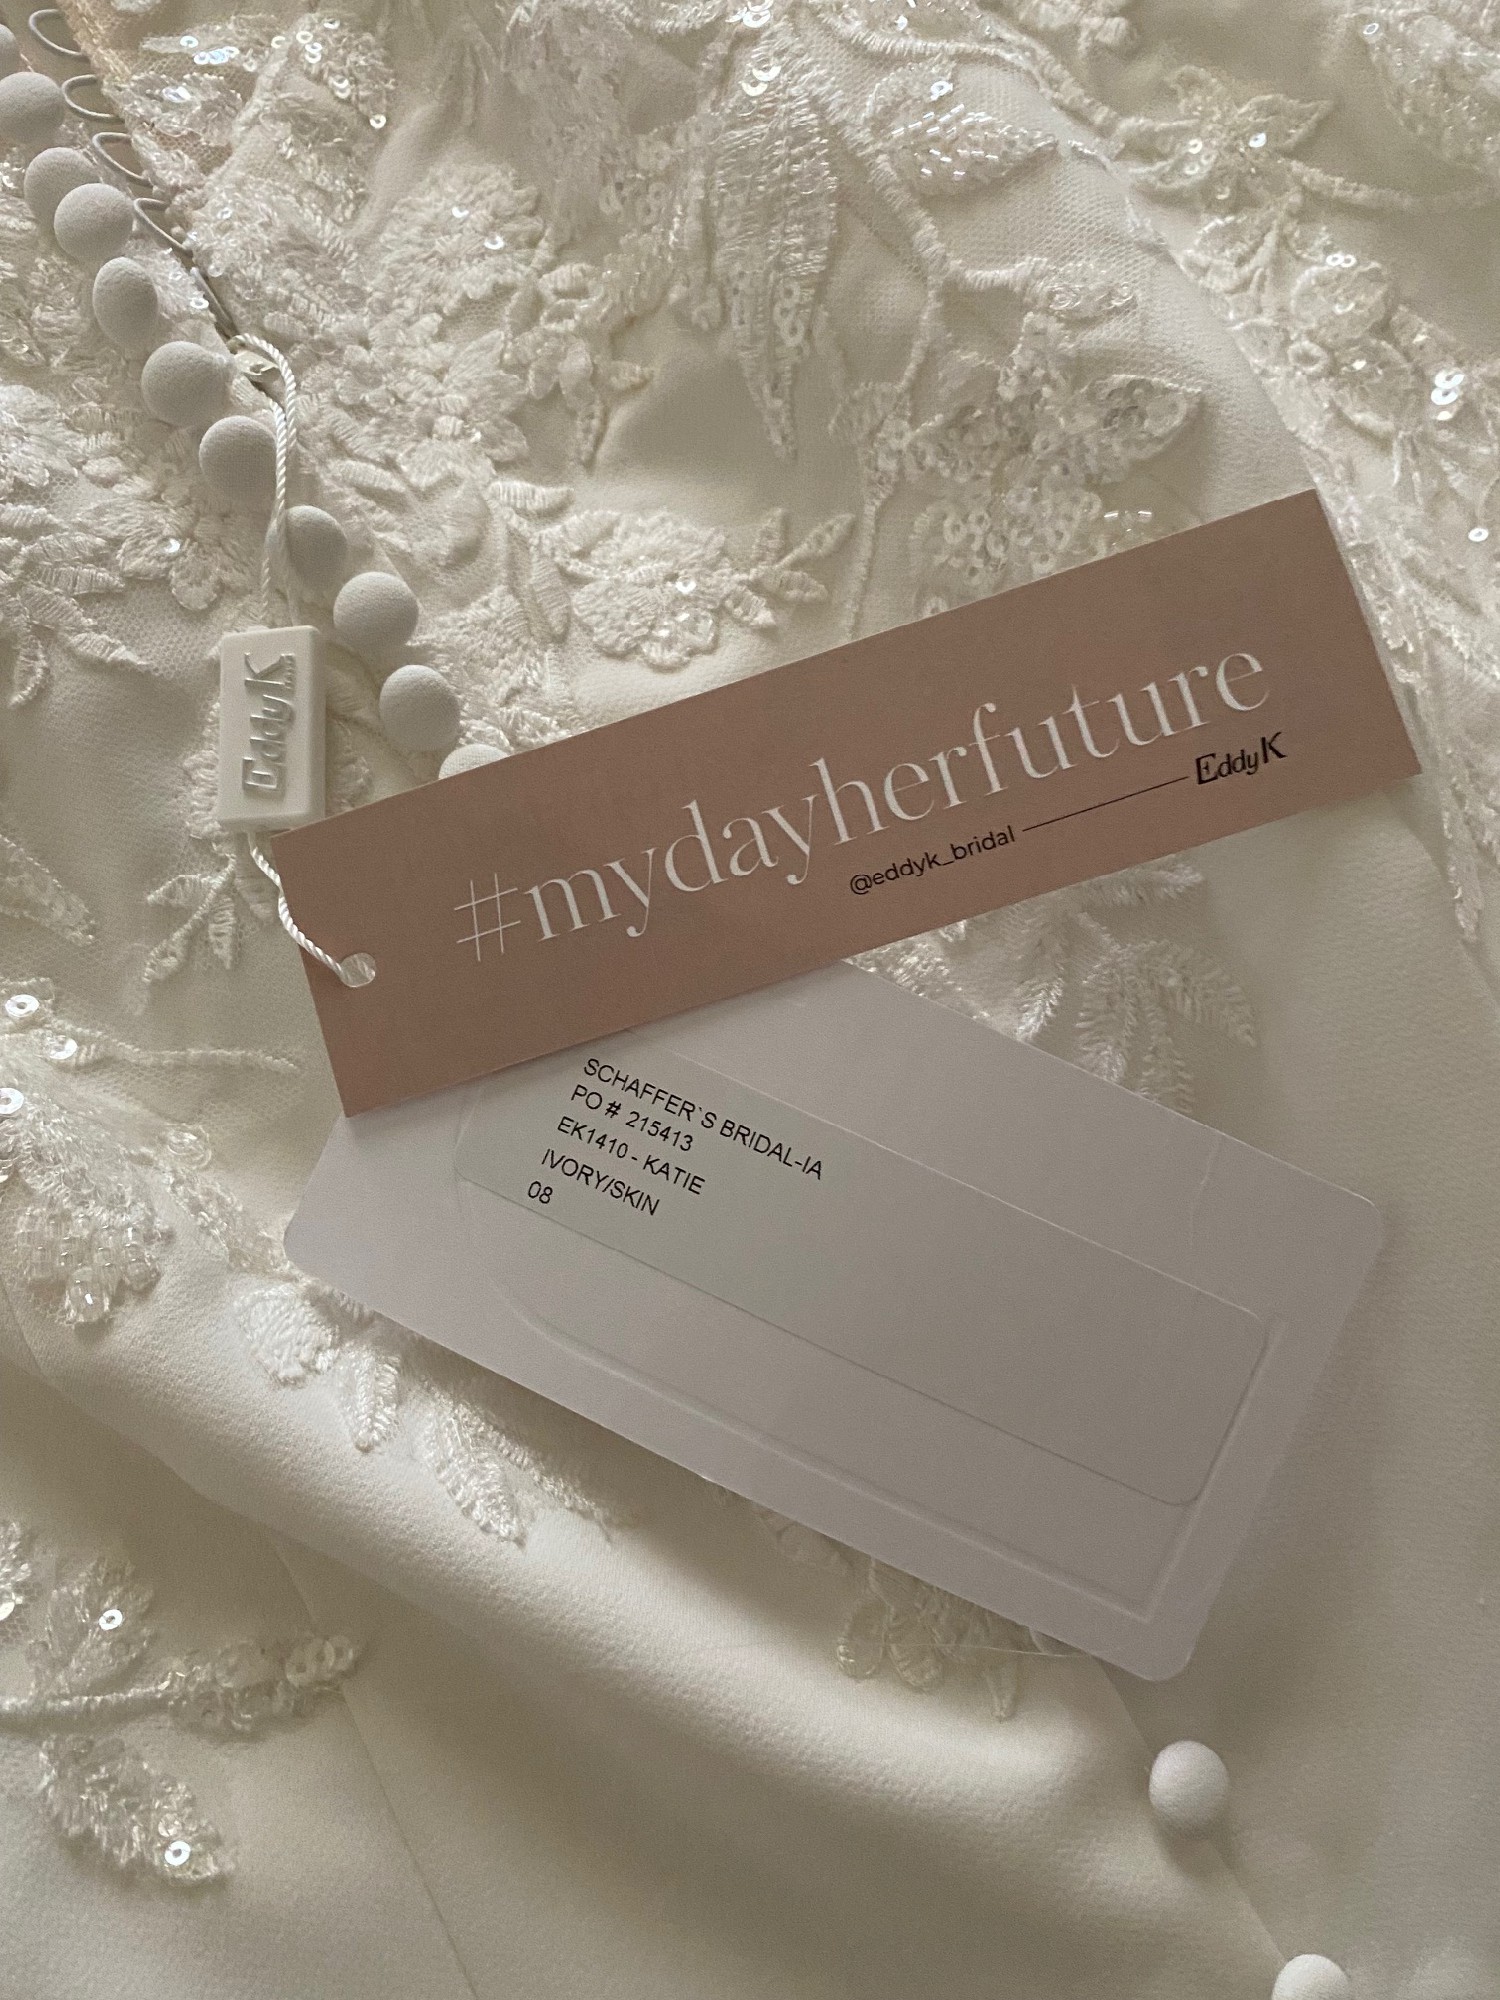 EddyK
#mydayherfuture
@eddyk_bridal EddyK
SCHAFFER`S BRIDAL-IA
PO # 215413
EK1410 - KATIE
IVORY/SKIN
08